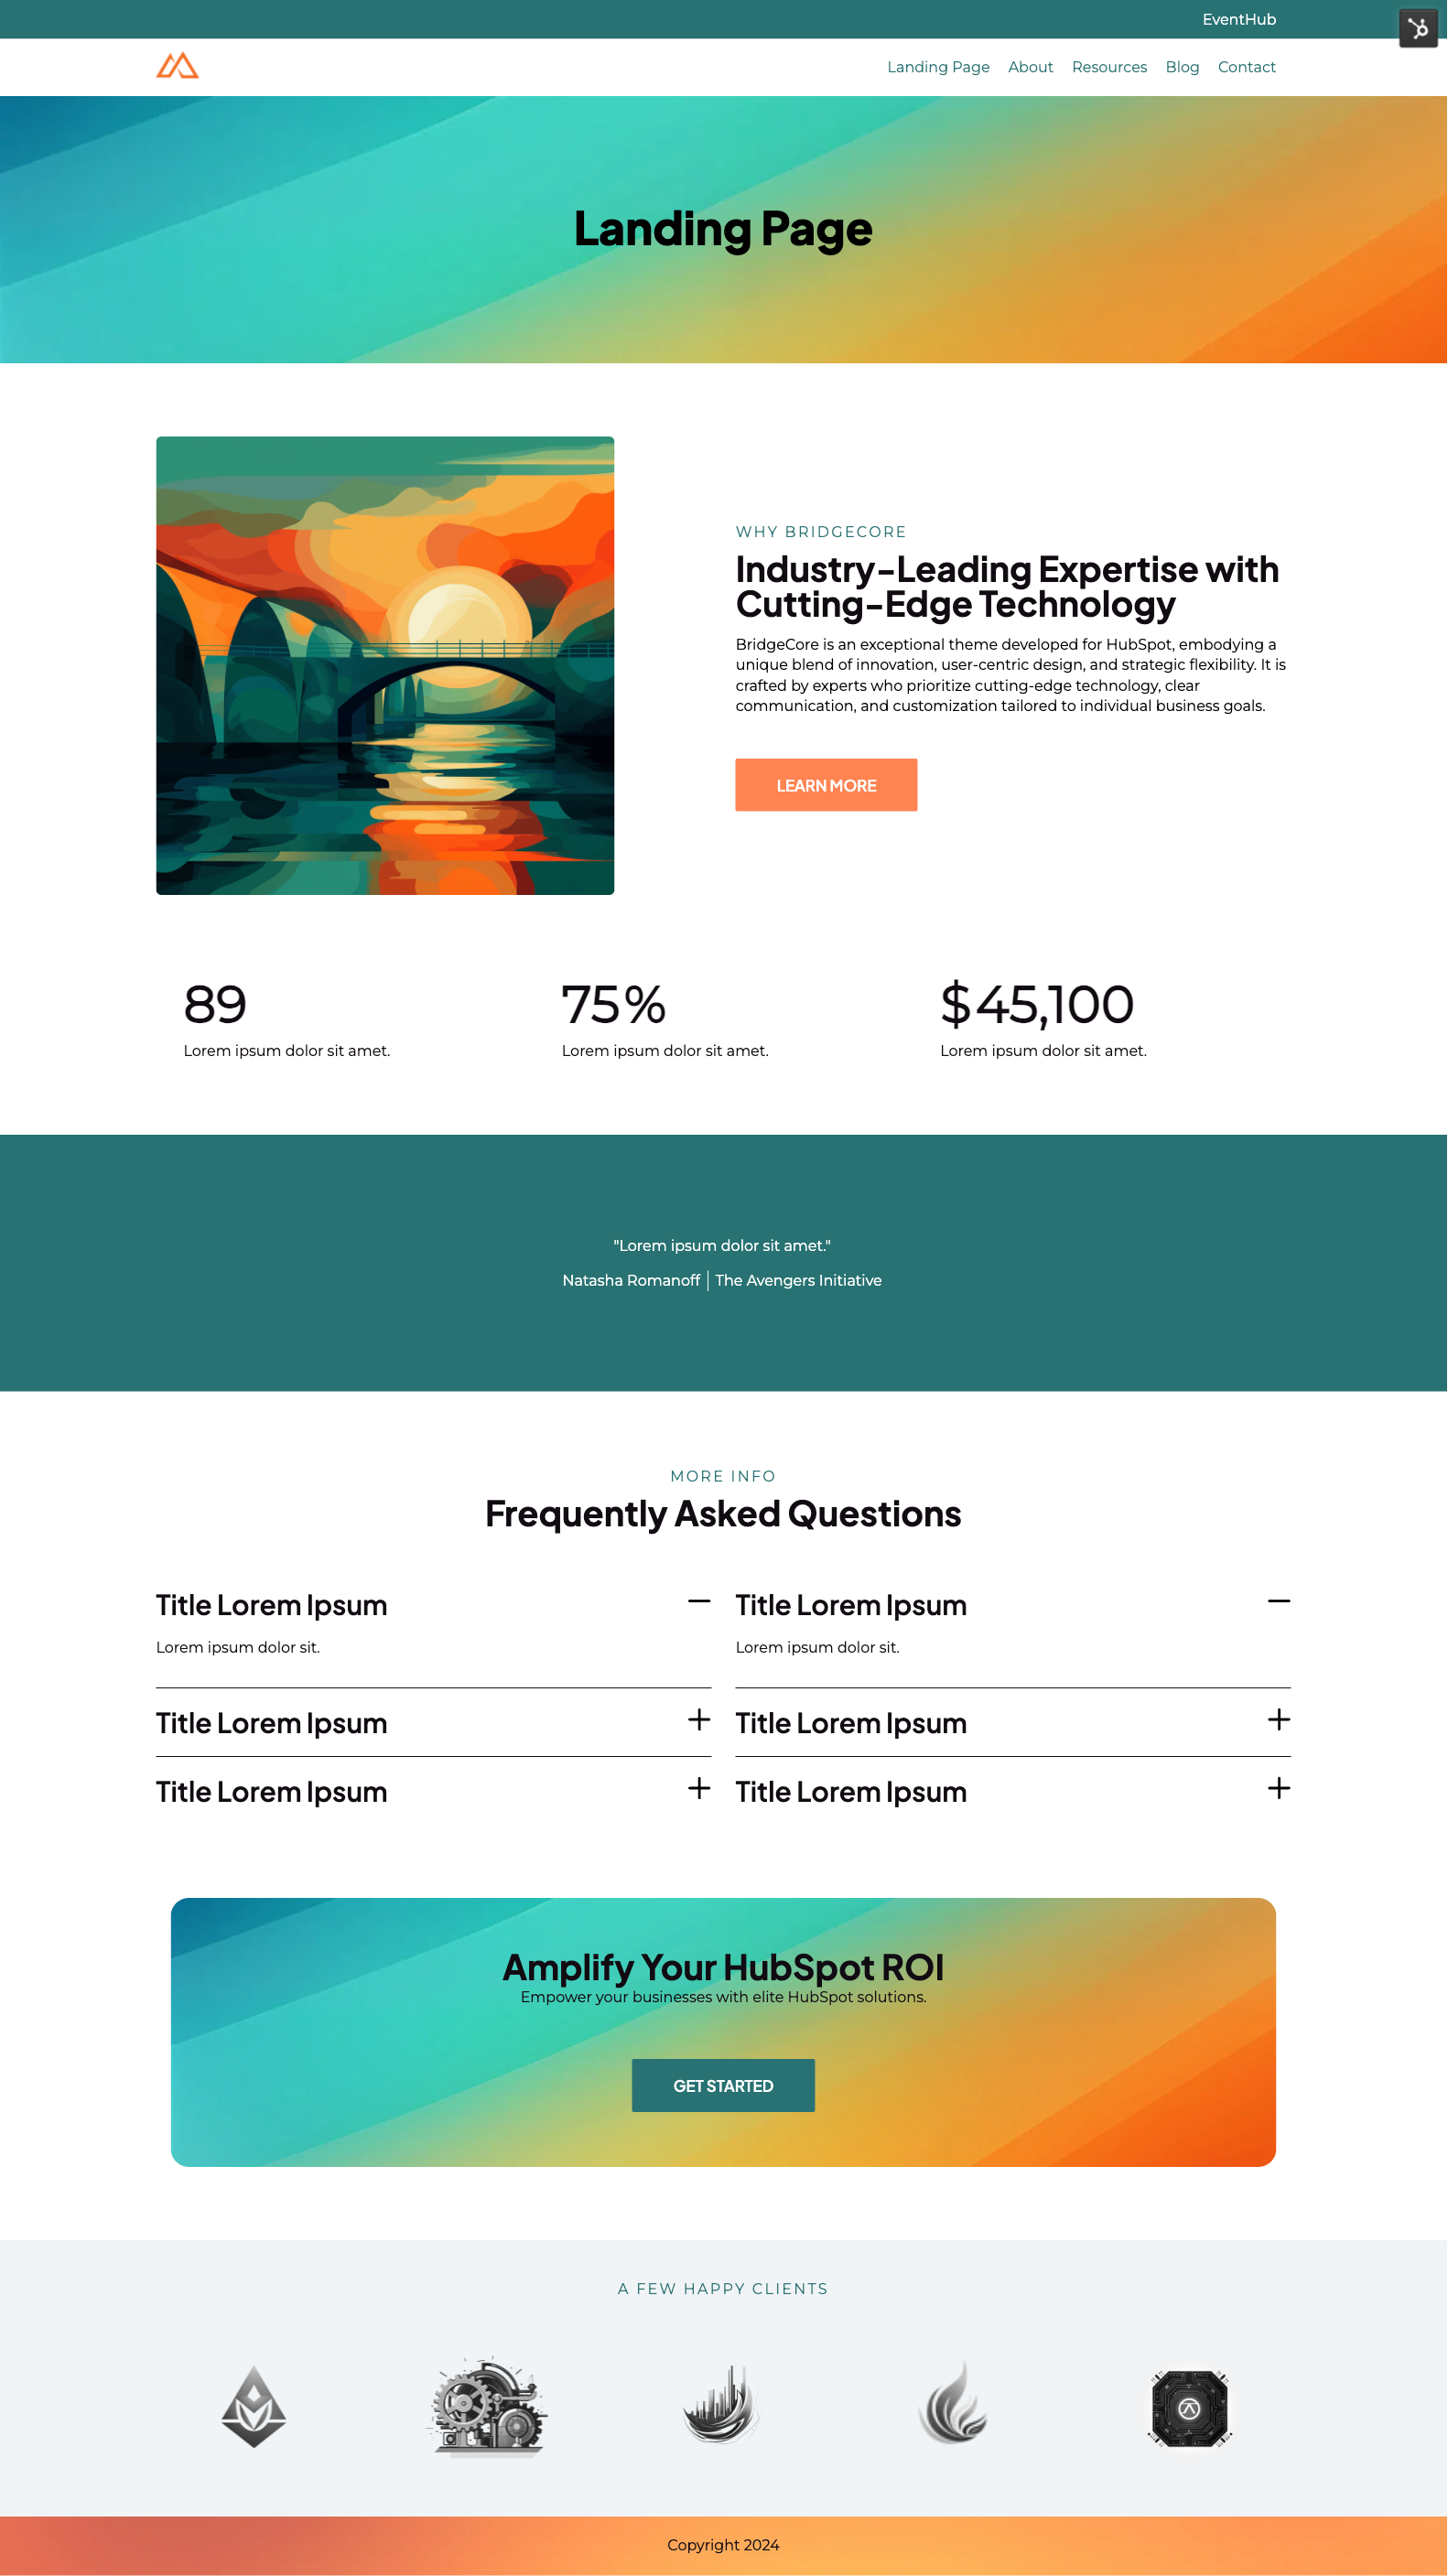 EventHub
Landing Page About Resources Blog Contact
Landing Page
WHY BRIDGECORE
Industry-Leading Expertise with
Cutting-Edge Technology
BridgeCore is an exceptional theme developed for HubSpot, embodying a
unique blend of innovation, user-centric design, and strategic flexibility. It is
crafted by experts who prioritize cutting-edge technology, clear
communication, and customization tailored to individual business goals.
LEARN MORE
89
Lorem ipsum dolor sit amet.
75%
Lorem ipsum dolor sit amet.
$45,100
Lorem ipsum dolor sit amet.
"Lorem ipsum dolor sit amet."
Natasha Romanoff | The Avengers Initiative
MORE INFO
Frequently Asked Questions
Title Lorem Ipsum
Lorem ipsum dolor sit.
Title Lorem Ipsum
Title Lorem Ipsum
Title Lorem Ipsum
Lorem ipsum dolor sit.
Title Lorem Ipsum
Title Lorem Ipsum
Amplify Your HubSpot ROI
Empower your businesses with elite HubSpot solutions.
GET STARTED
A FEW HAPPY CLIENTS
Copyright 2024